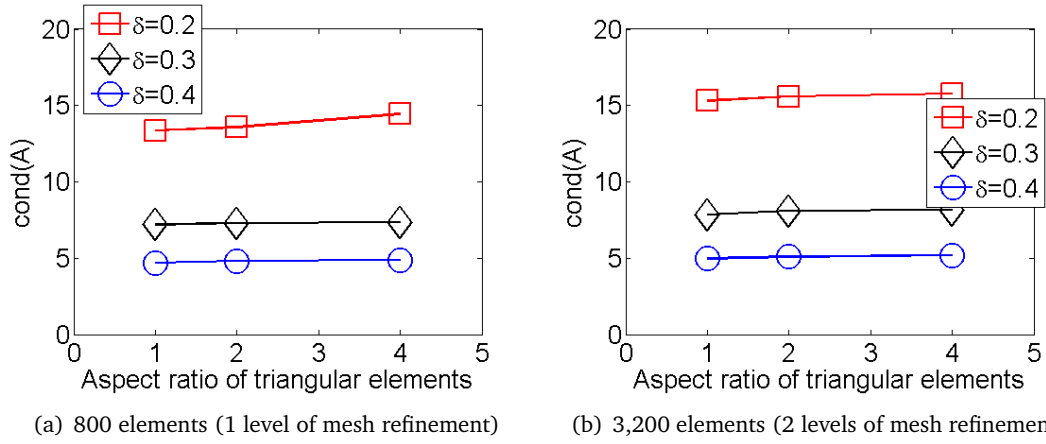 20
15
10
5
0
cond(A)
δ=0.2
δ=0.3
δ=0.4
0 1 2 3 4 5
Aspect ratio of triangular elements
(a) 800 elements (1 level of mesh refinement)
20
15
10
5
0
cond(A)
δ=0.2
δ=0.3
δ=0.4
0 1 2 3 4 5
Aspect ratio of triangular elements
(b) 3,200 elements (2 levels of mesh refinemen